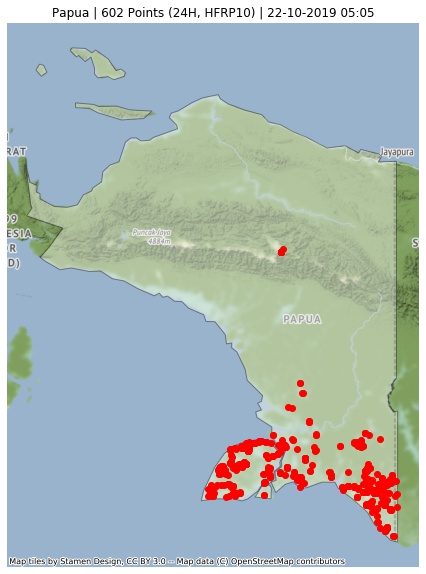 Papua | 602 Points (24H, HFRP10) | 22-10-2019 05:05
Jayapura
RAT
Puncak Jaya
4884m
ESIA
OR
D)
S
PAPUA
Map tiles by Stamen Design, CC BY 3.0 -- Map data (C) OpenStreetMap contributors